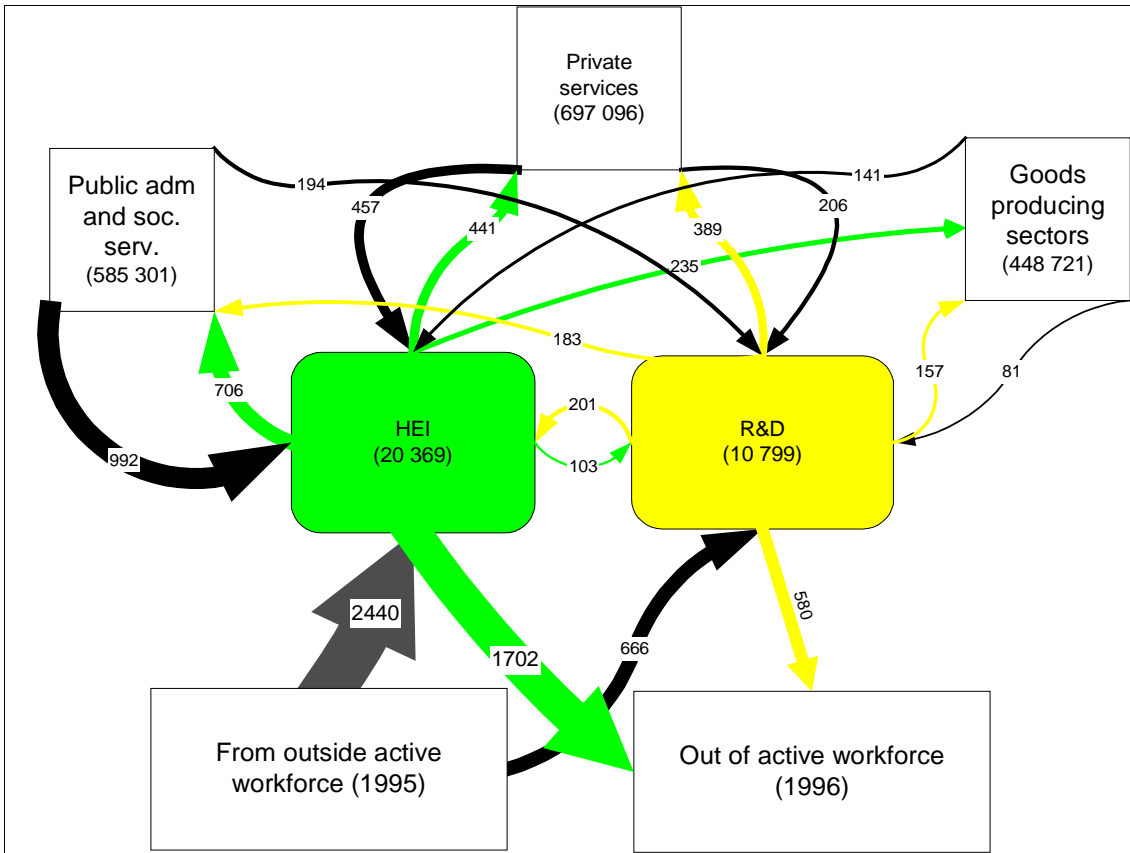 Private
services
(697 096)
Public adm
and soc.
serv.
(585 301)
Goods
producing
sectors
(448 721)
194
141
457
441
389
206
235
183
706
157
81
992
201
103
HEI
(20 369)
R&D
(10 799)
2440
580
1702
666
From outside active
workforce (1995)
Out of active workforce
(1996)